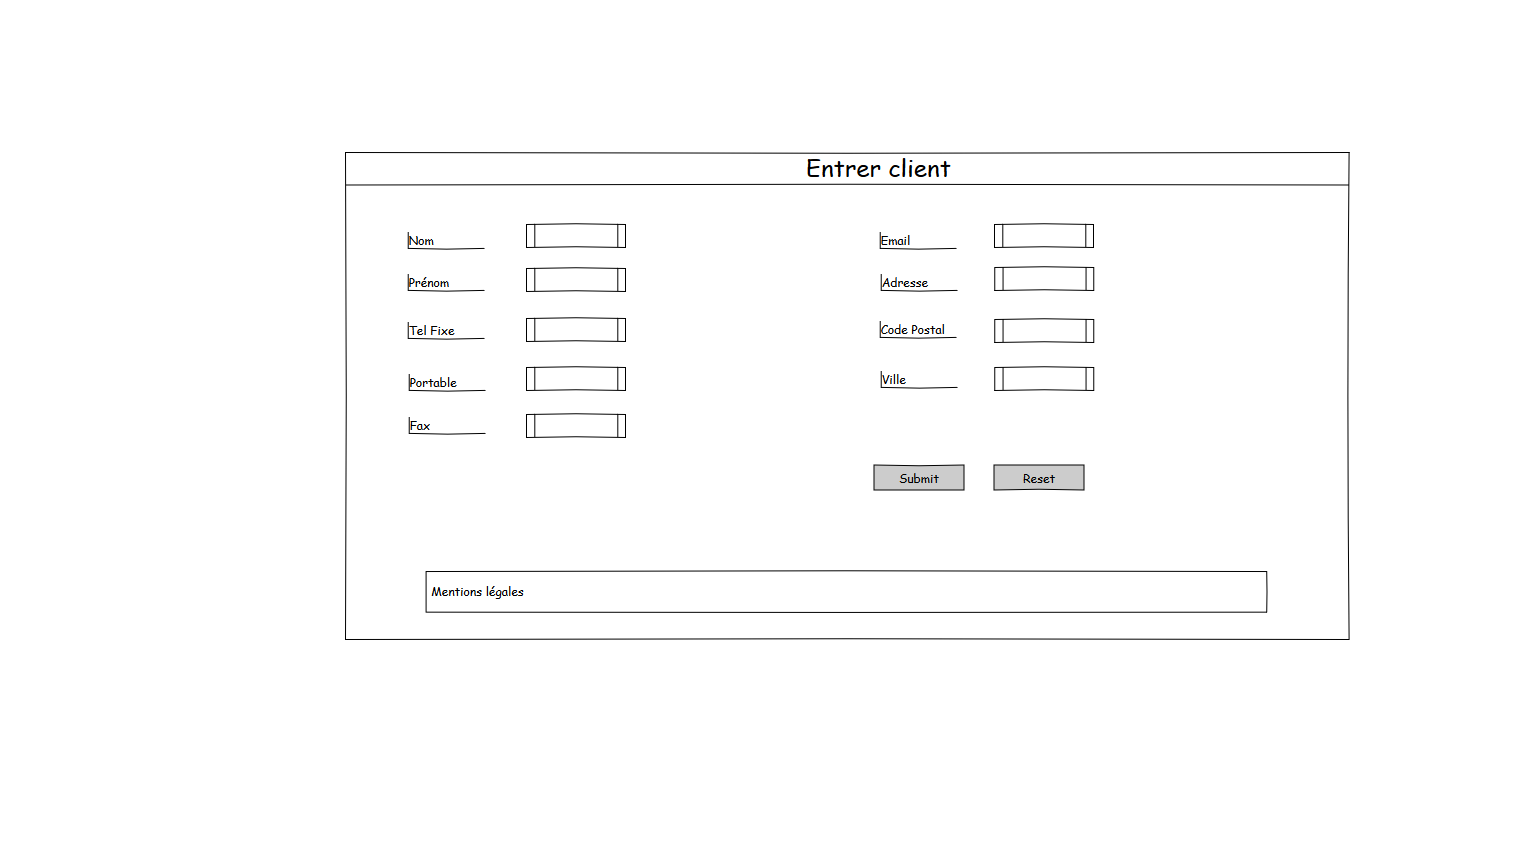 Entrer client
Nom
Prénom
Tel Fixe
Portable
Fax
Email
Adresse
Code Postal
Ville
Submit
Reset
Mentions légales